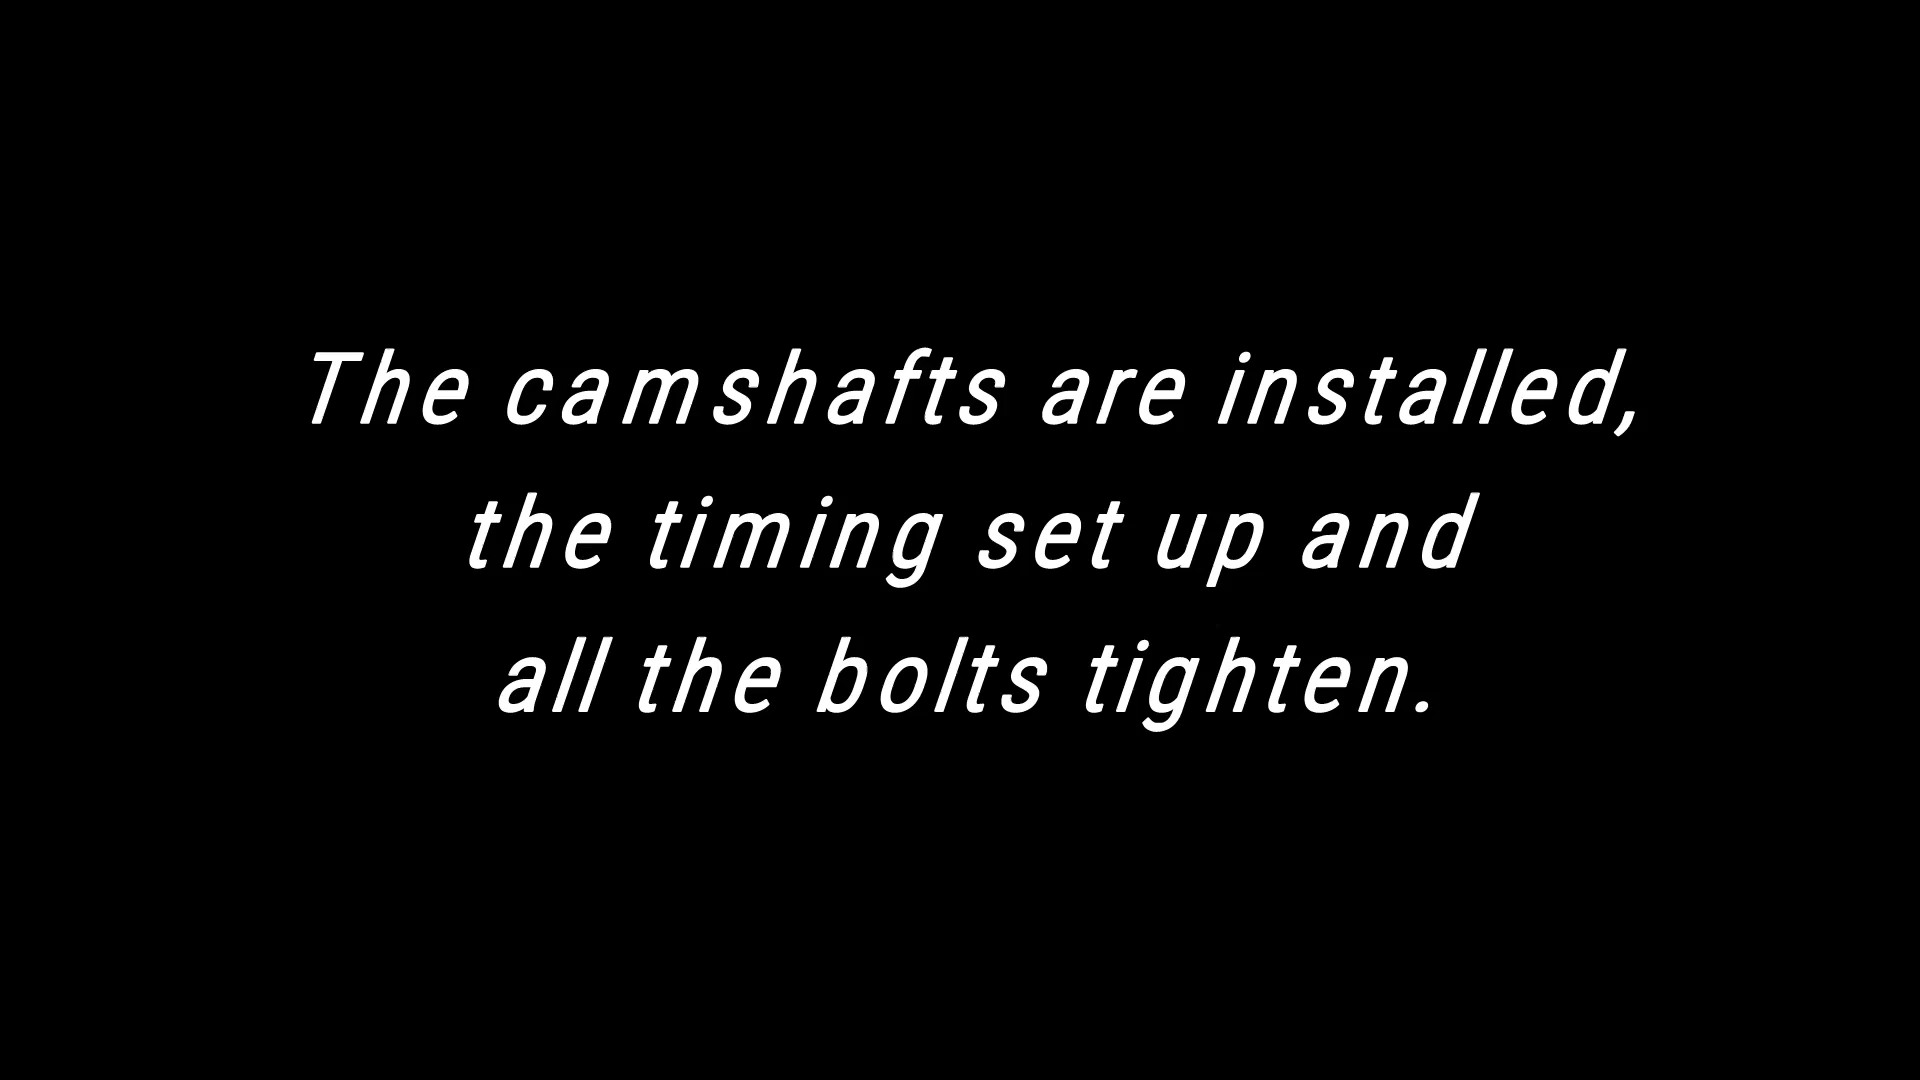 The camshafts are installed,
the timing set up and
all the bolts tighten.